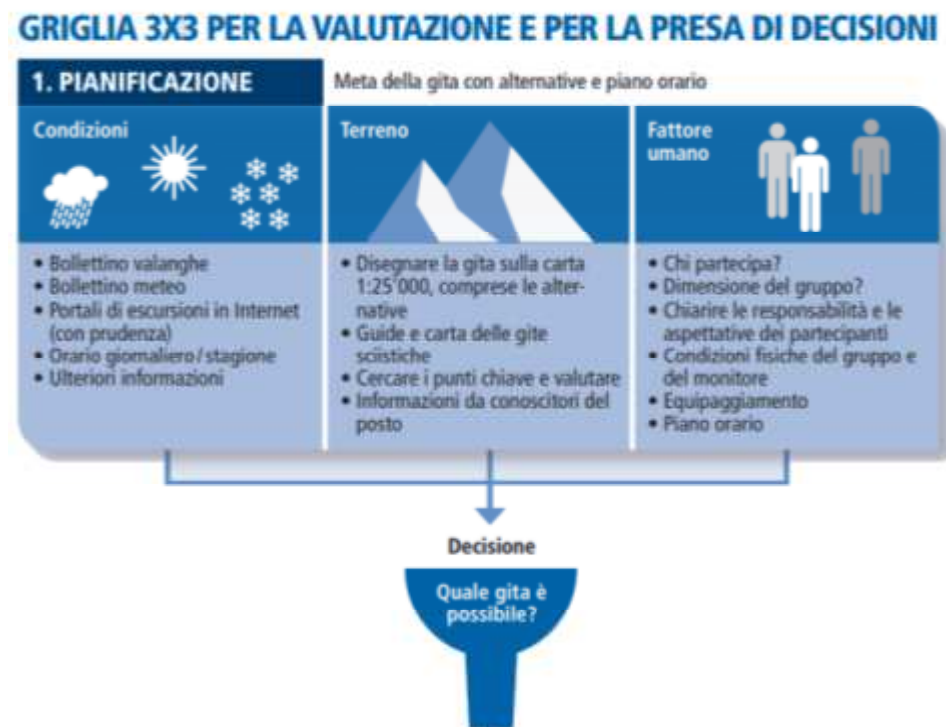 GRIGLIA 3X3 PER LA VALUTAZIONE E PER LA PRESA DI DECISIONI
1. PIANIFICAZIONE
Meta della gita con alternative e piano orario
Condizioni
• Bollettino valanghe
• Bollettino meteo
• Portali di escursioni in Internet
(con prudenza)
• Orario giornaliero/stagione
• Ulteriori informazioni
Terreno
• Disegnare la gita sulla carta
1:25'000, comprese le alter-
native
• Guide e carta delle gite
sciistiche
• Cercare i punti chiave e valutare
• Informazioni da conoscitori del
posto
Fattore
umano
• Chi partecipa?
• Dimensione del gruppo?
• Chiarire le responsabilità e le
aspettative dei partecipanti
• Condizioni fisiche del gruppo e
del monitore
• Equipaggiamento
• Piano orario
Decisione
Quale gita è
possibile?